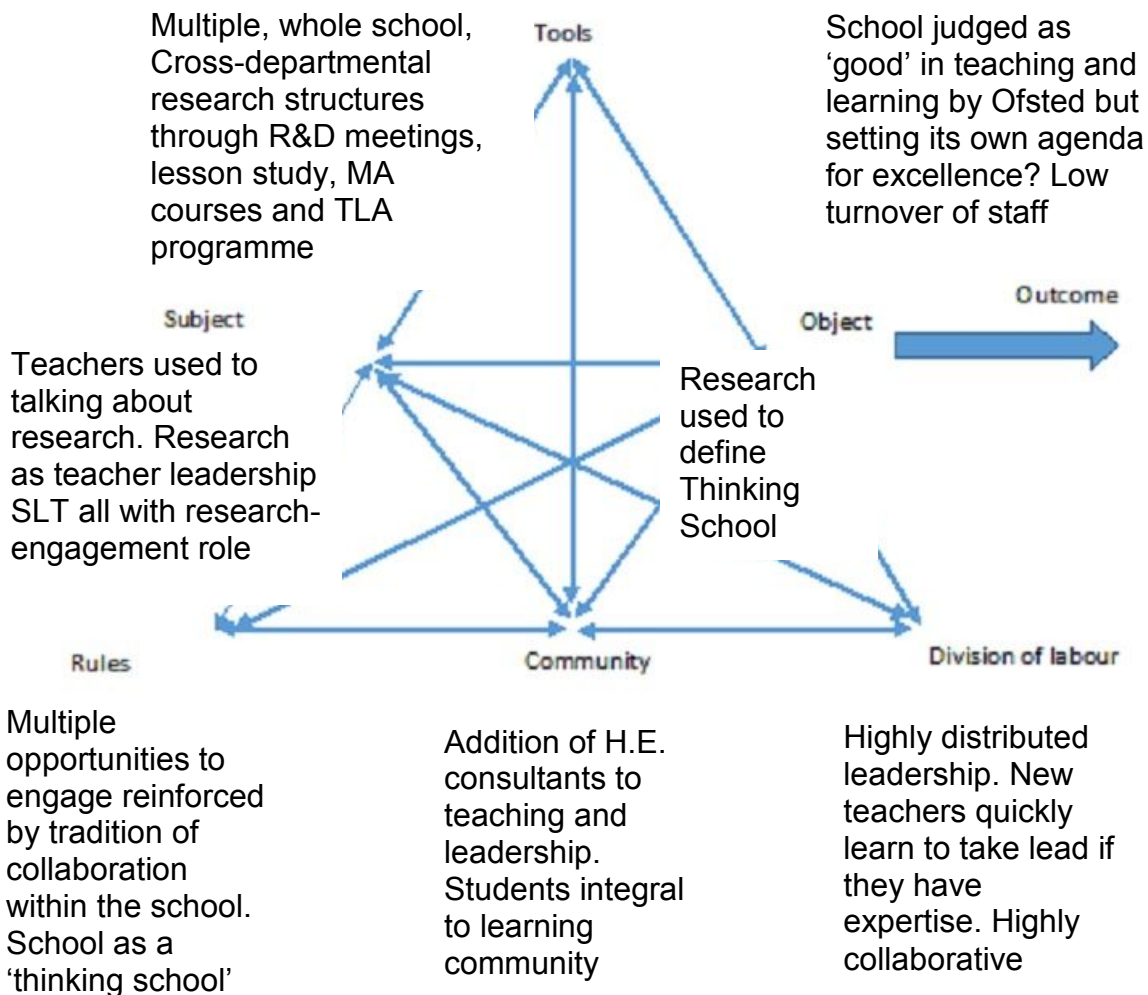 Multiple, whole school,
Cross-departmental
research structures
through R&D meetings,
lesson study, MA
courses and TLA
programme
Tools
School judged as
‘good’ in teaching and
learning by Ofsted but
setting its own agenda
for excellence? Low
turnover of staff
Subject
Object
Outcome
Teachers used to
talking about
research. Research
as teacher leadership
SLT all with research-
engagement role
Research
used to
define
Thinking
School
Rules
Community
Division of labour
Multiple
opportunities to
engage reinforced
by tradition of
collaboration
within the school.
School as a
‘thinking school’
Addition of H.E.
consultants to
teaching and
leadership.
Students integral
to learning
community
Highly distributed
leadership. New
teachers quickly
learn to take lead if
they have
expertise. Highly
collaborative